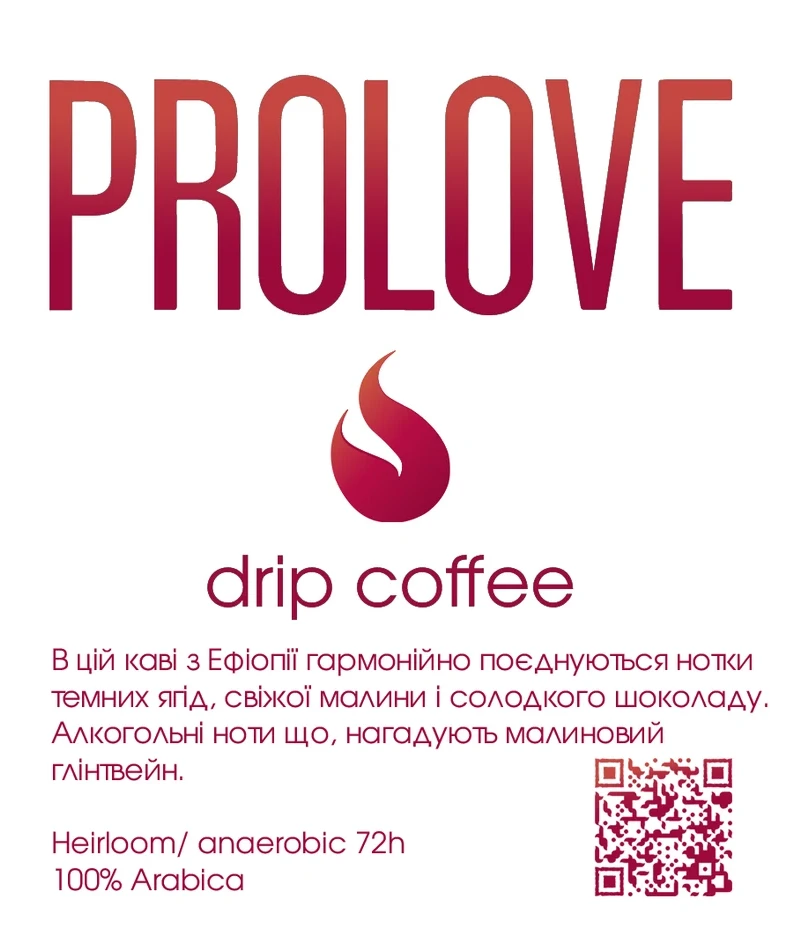 PROLOVE
drip coffee
В цій каві з Ефіопії гармонійно поєднуються нотки
темних ягід, свіжої малини і солодкого шоколаду.
Алкогольні ноти що, нагадують малиновий
глінтвейн.
Heirloom/ anaerobic 72h
100% Arabica